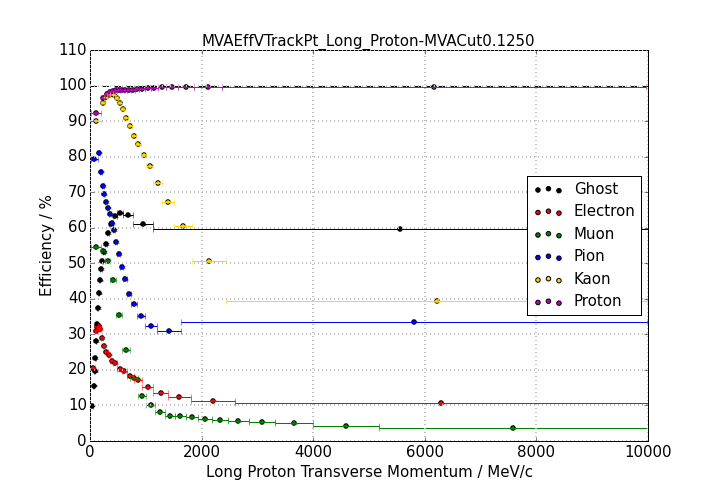 MVAEffVTrackPt_Long_Proton-MVACut0.1250
110
100
90
80
70
60
50
40
30
20
10
0
Efficiency / %
Ghost
Electron
Muon
Pion
Kaon
Proton
0 2000 4000 6000 8000 10000
Long Proton Transverse Momentum / MeV/c